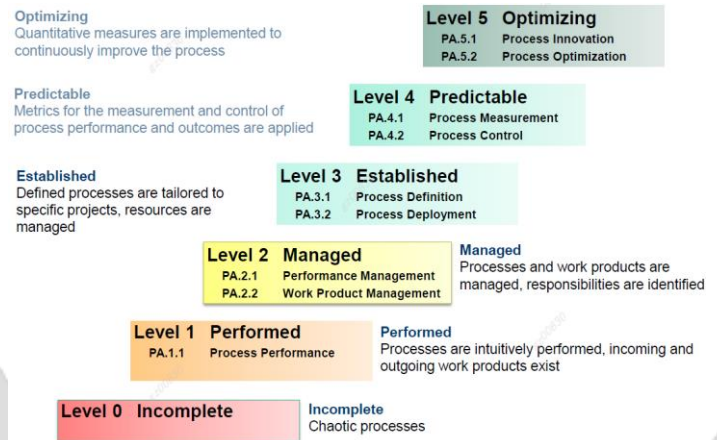 Optimizing
Quantitative measures are implemented to
continuously improve the process
Level 5 Optimizing
PA.5.1 Process Innovation
PA.5.2 Process Optimization
Predictable
Metrics for the measurement and control of
process performance and outcomes are applied
Level 4 Predictable
PA.4.1 Process Measurement
PA.4.2 Process Control
Established
Defined processes are tailored to
specific projects, resources are
managed
Level 3 Established
PA.3.1 Process Definition
PA.3.2 Process Deployment
Level 2 Managed
PA.2.1 Performance Management
PA.2.2 Work Product Management
Managed
Processes and work products are
managed, responsibilities are identified
Level 1 Performed
PA.1.1 Process Performance
Performed
Processes are intuitively performed, incoming and
outgoing work products exist
Level 0 Incomplete
Incomplete
Chaotic processes